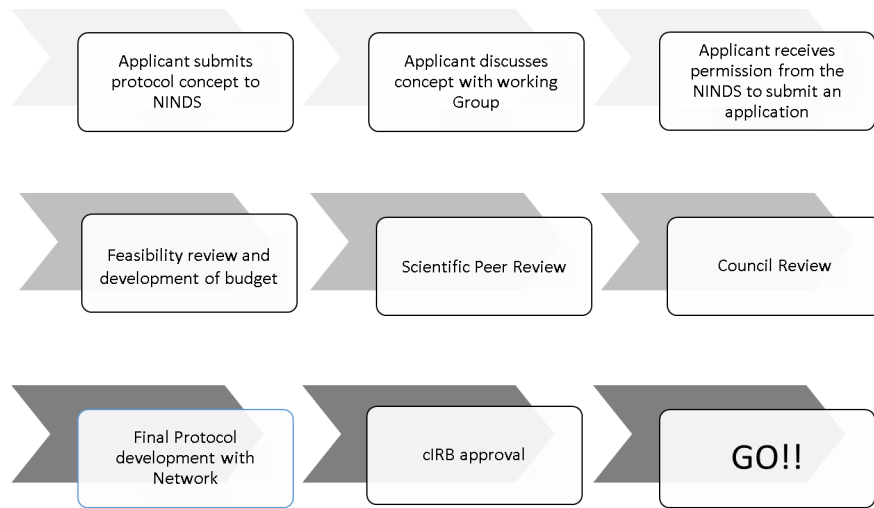 Applicant submits
protocol concept to
NINDS
Applicant discusses
concept with working
Group
Applicant receives
permission from the
NINDS to submit an
application
Feasibility review and
development of budget
Scientific Peer Review
Council Review
Final Protocol
development with
Network
cIRB approval
GO!!